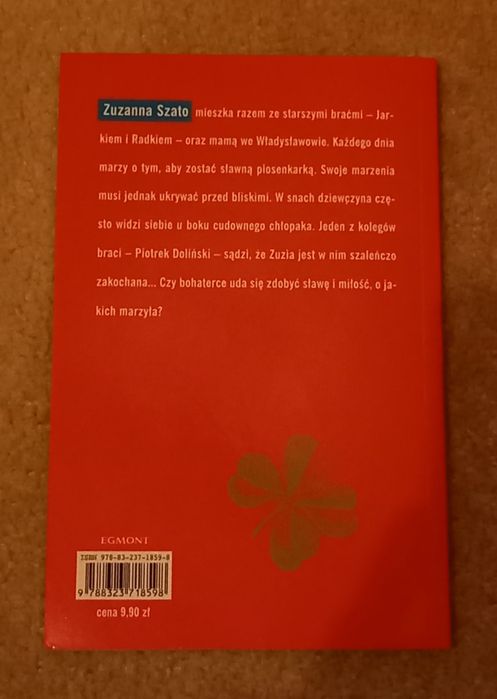 Zuzanna Szato mieszka razem ze starszymi braćmi – Jar-
kiem i Radkiem – oraz mamą we Władysławowie. Każdego dnia
marzy o tym, aby zostać sławną piosenkarką. Swoje marzenia
musi jednak ukrywać przed bliskimi. W snach dziewczyna czę-
sto widzi siebie u boku cudownego chłopaka. Jeden z kolegów
braci – Piotrek Doliński – sądzi, że Zuzia jest w nim szaleńczo
zakochana... Czy bohaterce uda się zdobyć sławę i miłość, o ja-
kich marzyła?
EGMONT
ISBN 978-83-237-1859-8
9 788323 718598
cena 9,90 zł